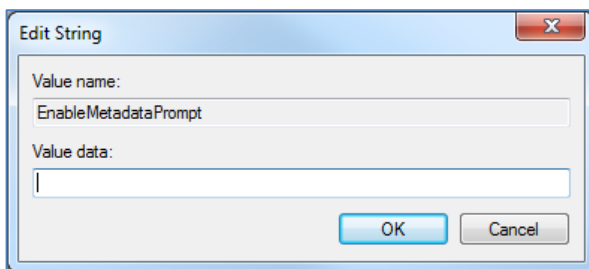 Edit String
Value name:
EnableMetadataPrompt
Value data:
OK Cancel